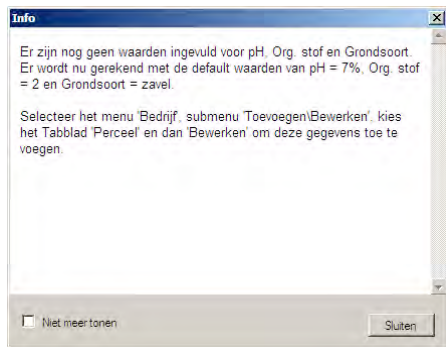 Info
Er zijn nog geen waarden ingevuld voor pH, Org. stof en Grondsoort.
Er wordt nu gerekend met de default waarden van pH = 7%, Org. stof
= 2 en Grondsoort = zavel.
Selecteer het menu 'Bedrijf', submenu 'Toevoegen\Bewerken', kies
het Tabblad 'Perceel' en dan 'Bewerken' om deze gegevens toe te
voegen.
Niet meer tonen
Sluiten